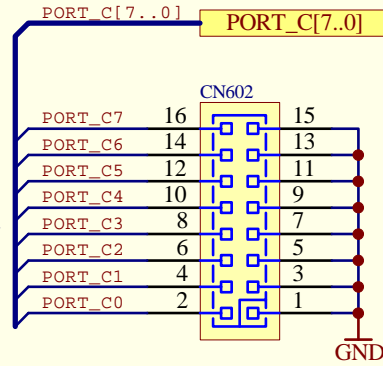 PORT_C[7..0] PORT_C[7..0]
CN602
PORT_C7 16 15
PORT_C6 14 13
PORT_C5 12 11
PORT_C4 10 9
PORT_C3 8 7
PORT_C2 6 5
PORT_C1 4 3
PORT_C0 2 1
GND